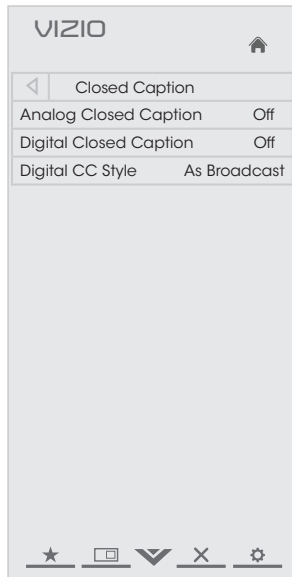 VIZIO
Closed Caption
Analog Closed Caption Off
Digital Closed Caption Off
Digital CC Style As Broadcast